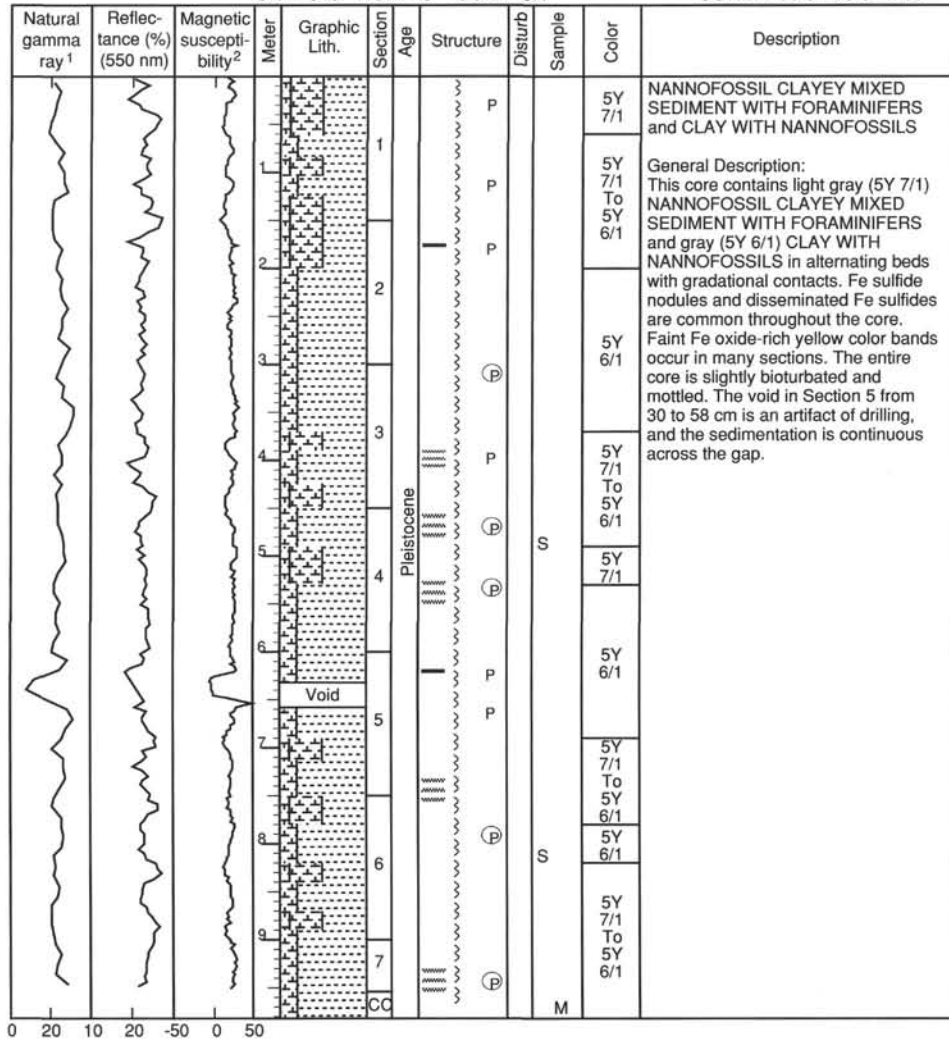 Natural
gamma
ray 1
Reflec-
tance (%)
(550 nm)
Magnetic
suscepti-
bility 2
Meter
Graphic
Lith.
Section
Age
Structure
Disturb
Sample
Color
Description
1
2
3
4
5
6
7
8
9
Void
1
2
3
4
5
6
7
CC
Pleistocene
P
P
P
P
P
P
P
P
P
P
P
S
S
M
5Y
7/1
5Y
7/1
To
5Y
6/1
5Y
6/1
5Y
7/1
To
5Y
6/1
5Y
7/1
5Y
6/1
5Y
7/1
To
5Y
6/1
5Y
6/1
5Y
7/1
To
5Y
6/1
NANNOFOSSIL CLAYEY MIXED
SEDIMENT WITH FORAMINIFERS
and CLAY WITH NANNOFOSSILS
General Description:
This core contains light gray (5Y 7/1)
NANNOFOSSIL CLAYEY MIXED
SEDIMENT WITH FORAMINIFERS
and gray (5Y 6/1) CLAY WITH
NANNOFOSSILS in alternating beds
with gradational contacts. Fe sulfide
nodules and disseminated Fe sulfides
are common throughout the core.
Faint Fe oxide-rich yellow color bands
occur in many sections. The entire
core is slightly bioturbated and
mottled. The void in Section 5 from
30 to 58 cm is an artifact of drilling,
and the sedimentation is continuous
across the gap.
0 20 10 20 -50 0 50